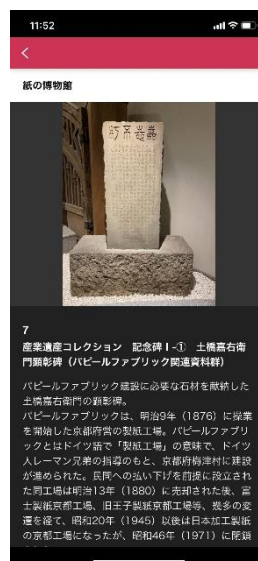 11:52
紙の博物館
7
産業遺産コレクション 記念碑Ⅰ-① 土橋嘉右衛
門顕彰碑（パピールファブリック関連資料群）
パピールファブリック建設に必要な石材を献納した
土橋嘉右衛門の顕彰碑。
パピールファブリックは、明治9年（1876）に操業
を開始した京都府営の製紙工場。パピールファブリ
ックとはドイツ語で「製紙工場」の意味で、ドイツ
人レーマン兄弟の指導のもと、京都府梅津村に建設
が進められた。民間への払い下げを前提に設立され
た同工場は明治13年（1880）に売却された後、富
士製紙京都工場、旧王子製紙京都工場等、幾多の変
遷を経て、昭和20年（1945）以後は日本加工製紙
の京都工場になったが、昭和46年（1971）に閉鎖